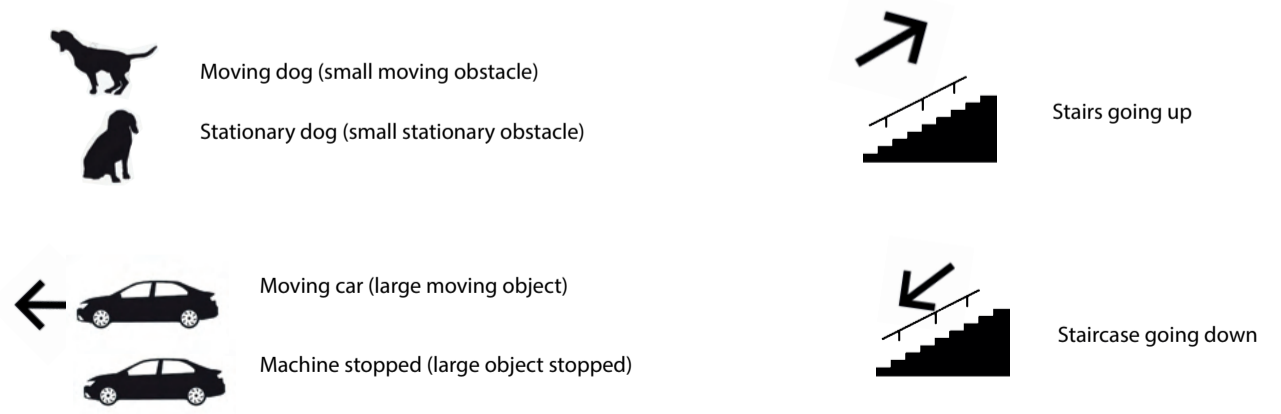 Moving dog (small moving obstacle)
Stationary dog (small stationary obstacle)
Stairs going up
Moving car (large moving object)
Machine stopped (large object stopped)
Staircase going down